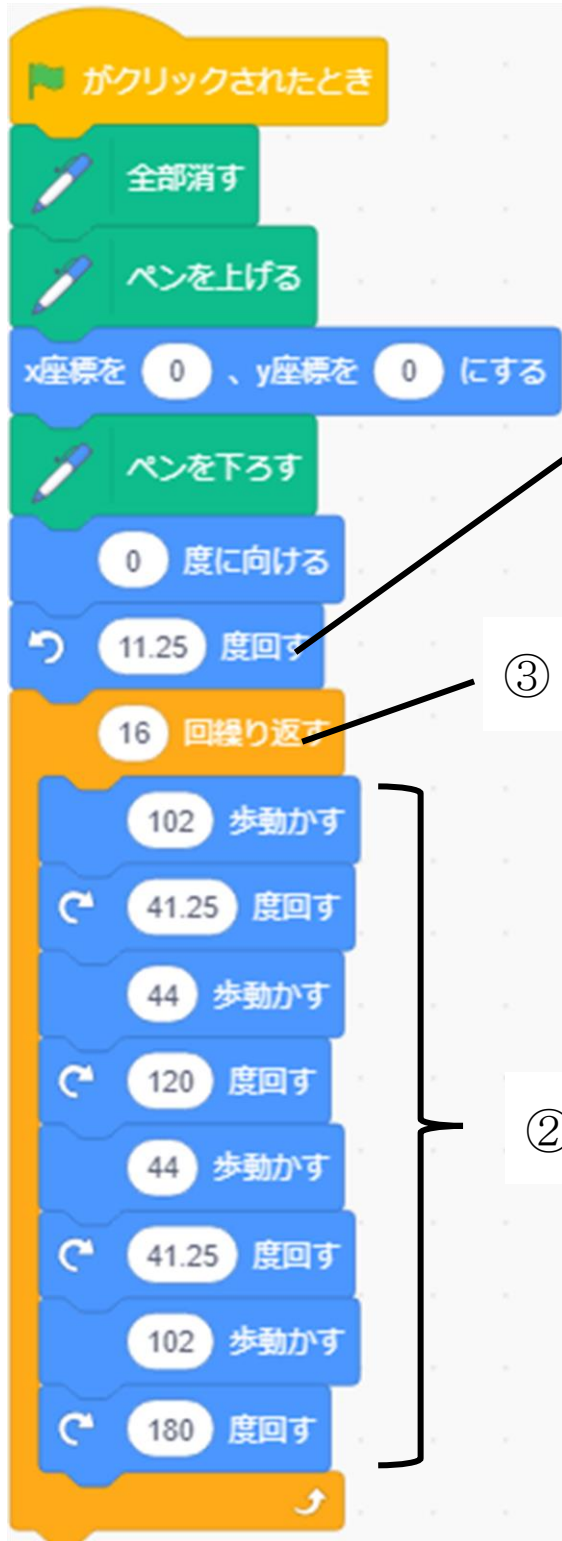 がクリックされたとき
全部消す
ペンを上げる
x座標を 0 、y座標を 0 にする
ペンを下ろす
0 度に向ける
11.25 度回す
③
16 回繰り返す
102 歩動かす
41.25 度回す
44 歩動かす
120 度回す
②
44 歩動かす
41.25 度回す
102 歩動かす
180 度回す